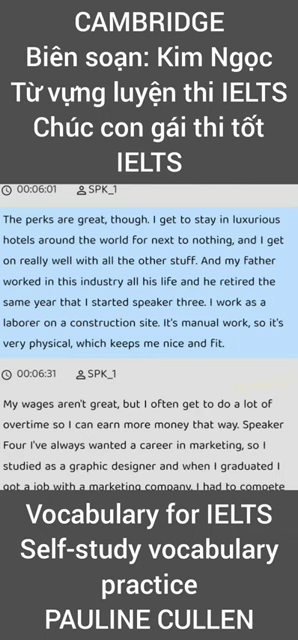 CAMBRIDGE
Biên soạn: Kim Ngọc
Từ vựng luyện thi IELTS
Chúc con gái thi tốt
IELTS
00:06:01 SPK_1
The perks are great, though. I get to stay in luxurious
hotels around the world for next to nothing, and I get
on really well with all the other stuff. And my father
worked in this industry all his life and he retired the
same year that I started speaker three. I work as a
laborer on a construction site. It's manual work, so it's
very physical, which keeps me nice and fit.
00:06:31 SPK_1
My wages aren't great, but I often get to do a lot of
overtime so I can earn more money that way. Speaker
Four I've always wanted a career in marketing, so I
studied as a graphic designer and when I graduated I
got a job with a marketing company. I had to compete
Vocabulary for IELTS
Self-study vocabulary
practice
PAULINE CULLEN